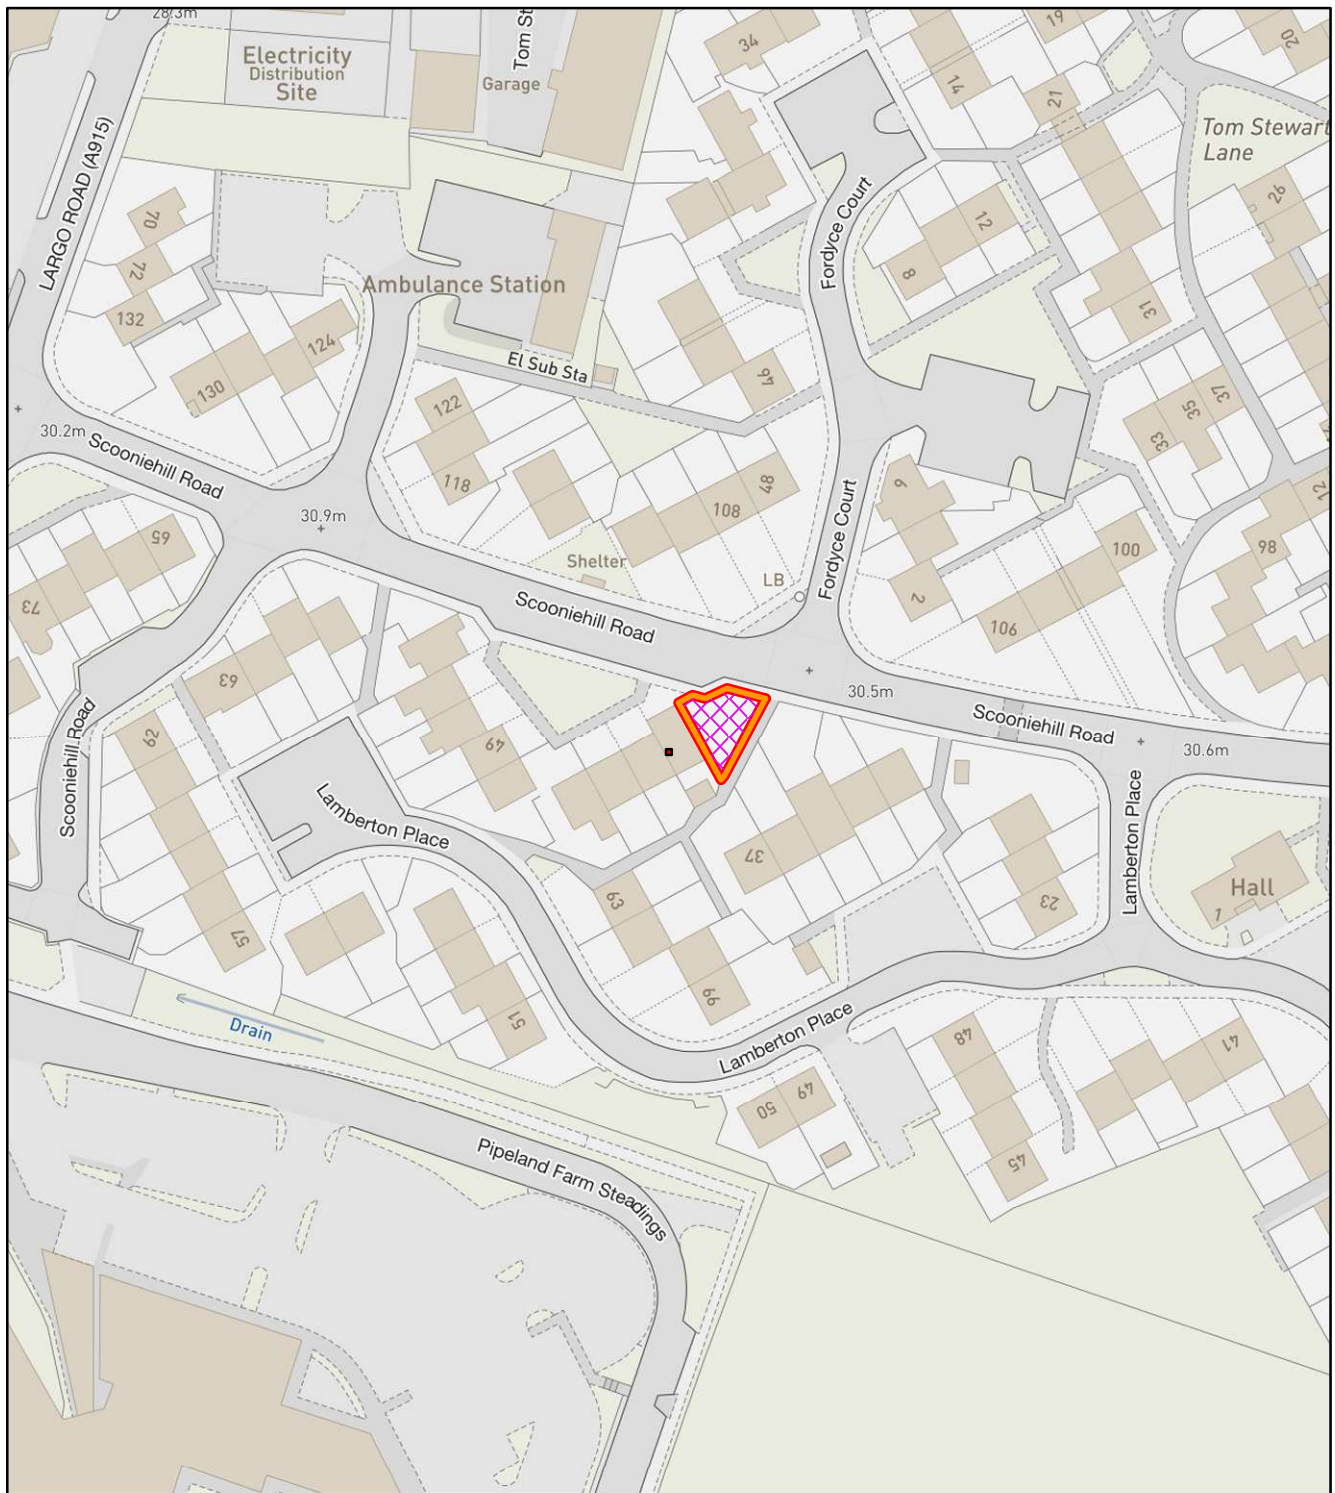 28.3m
Electricity
Distribution
Site
Garage
Tom St
34
14
19
21
20
Tom Stewart
Lane
LARGO ROAD (A915)
70
72
132
124
130
Ambulance Station
El Sub Sta
Fordyce Court
12
8
26
31
46
30.2m
Scooniehill Road
122
118
30.9m
48
108
Shelter
LB
Fordyce Court
9
2
33
35
37
12
100
98
106
65
73
Scooniehill Road
63
30.5m
Scooniehill Road
30.6m
29
Scooniehill Road
49
Lamberton Place
37
Lamberton Place
23
Hall
1
63
57
66
51
Drain
Lamberton Place
48
41
50
49
45
Pipeland Farm Steadings